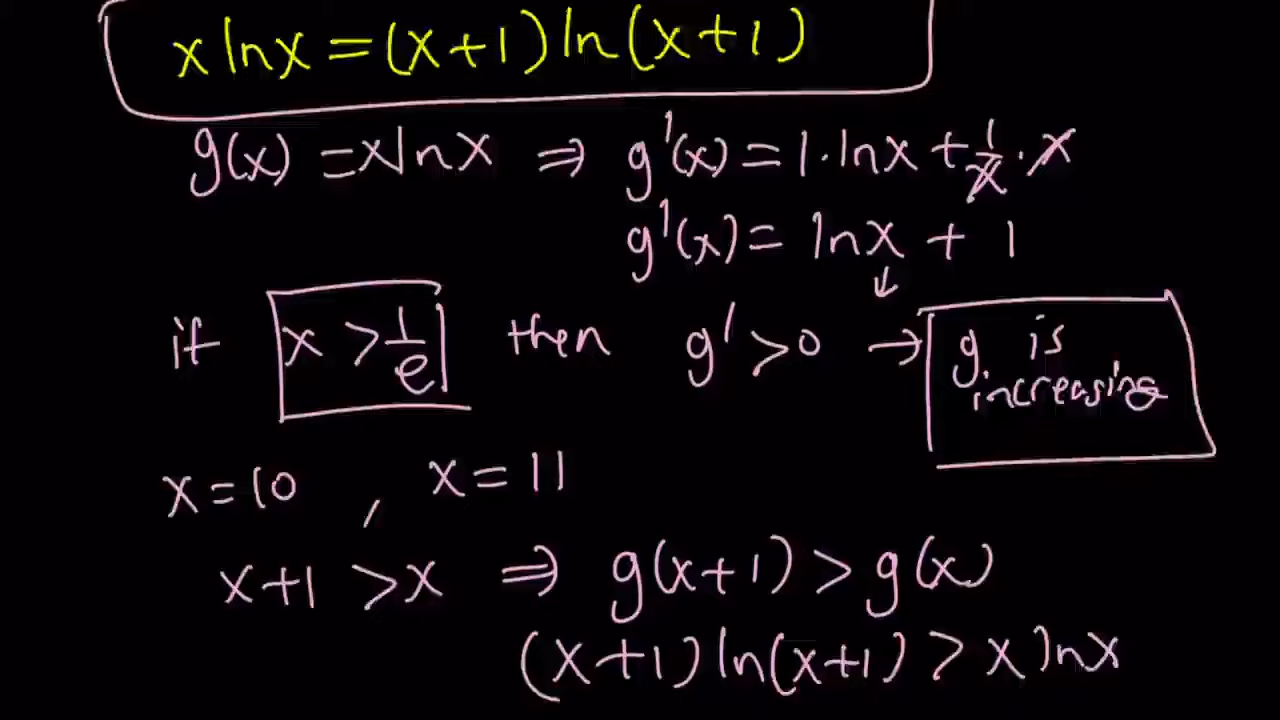 x ln x = (x+1) ln(x+1)
g(x) = x ln x ⇒ g'(x) = 1·ln x + 1/x · x
g'(x) = ln x + 1
↓
if x > 1/e then g' > 0 → g is increasing
x = 10 , x = 11
x+1 > x ⇒ g(x+1) > g(x)
(x+1) ln(x+1) > x ln x